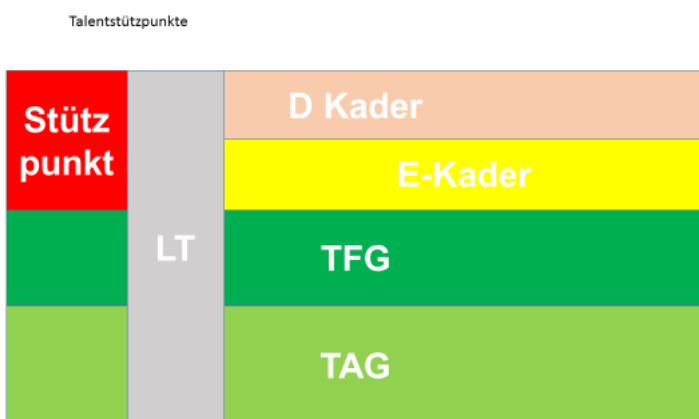 Talentstützpunkte
Stütz
punkt
LT
D Kader
E-Kader
TFG
TAG